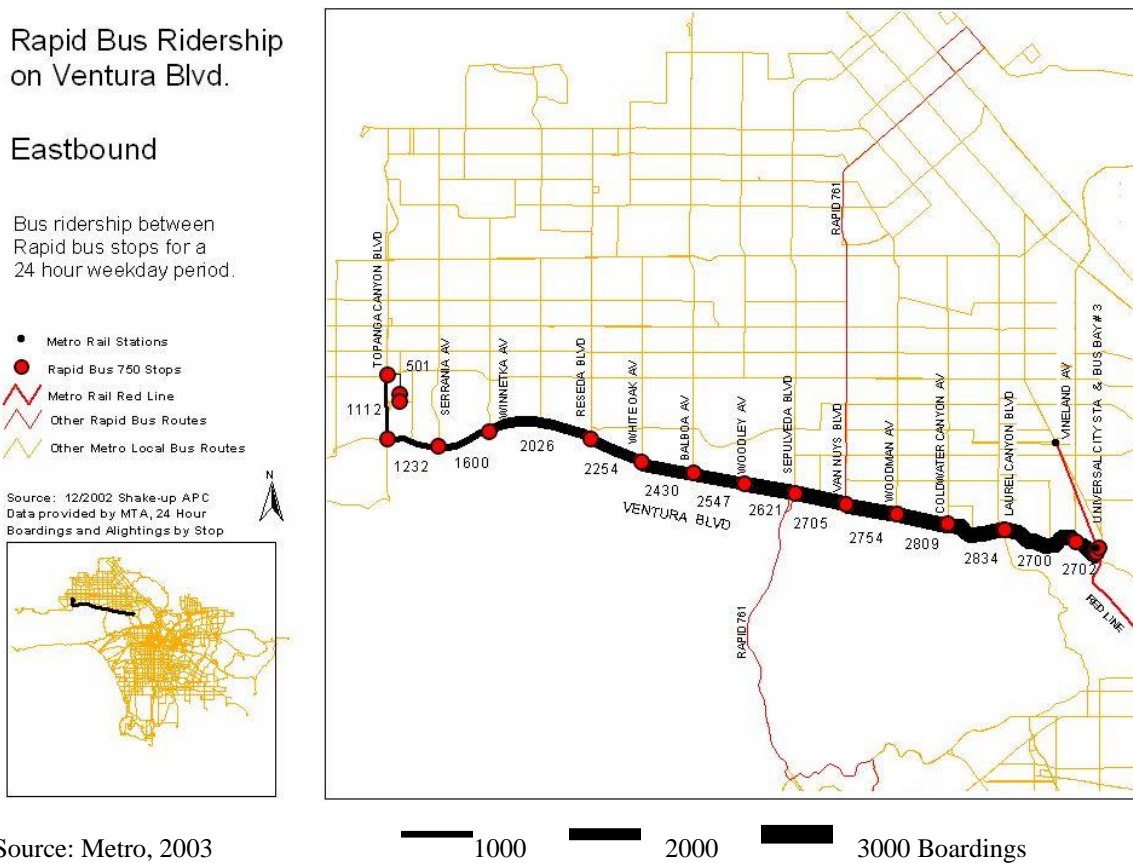 Rapid Bus Ridership
on Ventura Blvd.
Eastbound
Bus ridership between
Rapid bus stops for a
24 hour weekday period.
Metro Rail Stations
Rapid Bus 750 Stops
Metro Rail Red Line
Other Rapid Bus Routes
Other Metro Local Bus Routes
N
Source: 12/2002 Shake-up APC
Data provided by MTA, 24 Hour
Boardings and Alightings by Stop
TOPANGA CANYON BLVD
501
1112
SERRANIA AV
1232
1600
WINNETKA AV
2026
RESEDA BLVD
2254
WHITE OAK AV
2430
BALBOA AV
2547
WOODLEY AV
2621
SEPULVEDA BLVD
2705
VAN NUYS BLVD
2754
WOODMAN AV
2809
COLDWATER CANYON AV
2834
LAUREL CANYON BLVD
2700
VINELAND AV
2702
UNIVERSAL CITY STA & BUS BAY # 3
VENTURA BLVD
RAPID 761
RAPID 761
RED LINE
Source: Metro, 2003
1000
2000
3000 Boardings